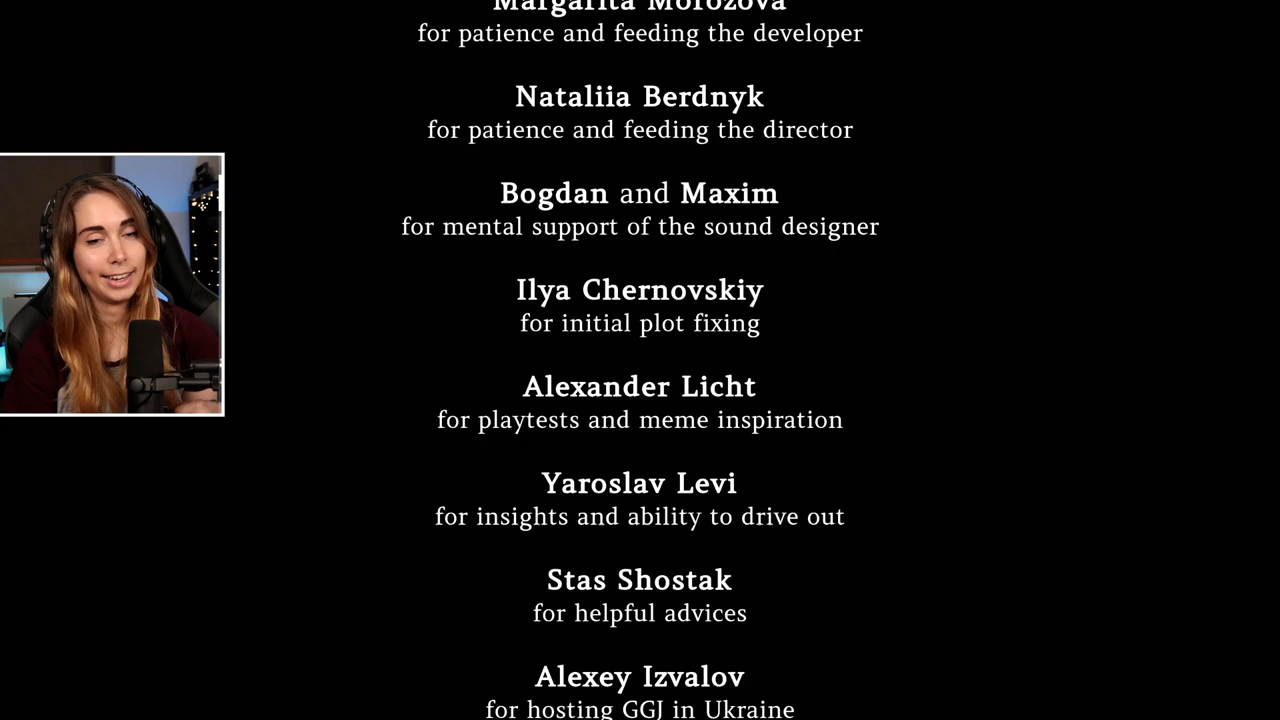 Margarita Morozova
for patience and feeding the developer
Nataliia Berdnyk
for patience and feeding the director
Bogdan and Maxim
for mental support of the sound designer
Ilya Chernovskiy
for initial plot fixing
Alexander Licht
for playtests and meme inspiration
Yaroslav Levi
for insights and ability to drive out
Stas Shostak
for helpful advices
Alexey Izvalov
for hosting GGJ in Ukraine